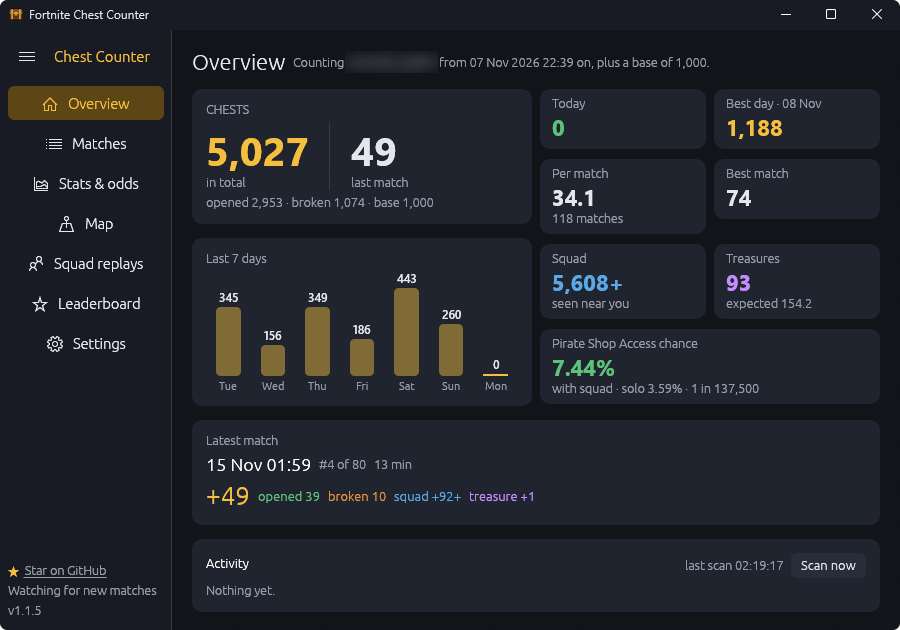 Fortnite Chest Counter
Chest Counter
Overview
Matches
Stats & odds
Map
Squad replays
Leaderboard
Settings
Star on GitHub
Watching for new matches
v1.1.5
Overview Counting from 07 Nov 2026 22:39 on, plus a base of 1,000.
CHESTS
5,027
in total
49
last match
opened 2,953 · broken 1,074 · base 1,000
Today
0
Best day · 08 Nov
1,188
Per match
34.1
118 matches
Best match
74
Last 7 days
345 156 349 186 443 260 0
Tue Wed Thu Fri Sat Sun Mon
Squad
5,608+
seen near you
Treasures
93
expected 154.2
Pirate Shop Access chance
7.44%
with squad · solo 3.59% · 1 in 137,500
Latest match
15 Nov 01:59 #4 of 80 13 min
+49 opened 39 broken 10 squad +92+ treasure +1
Activity
last scan 02:19:17 Scan now
Nothing yet.